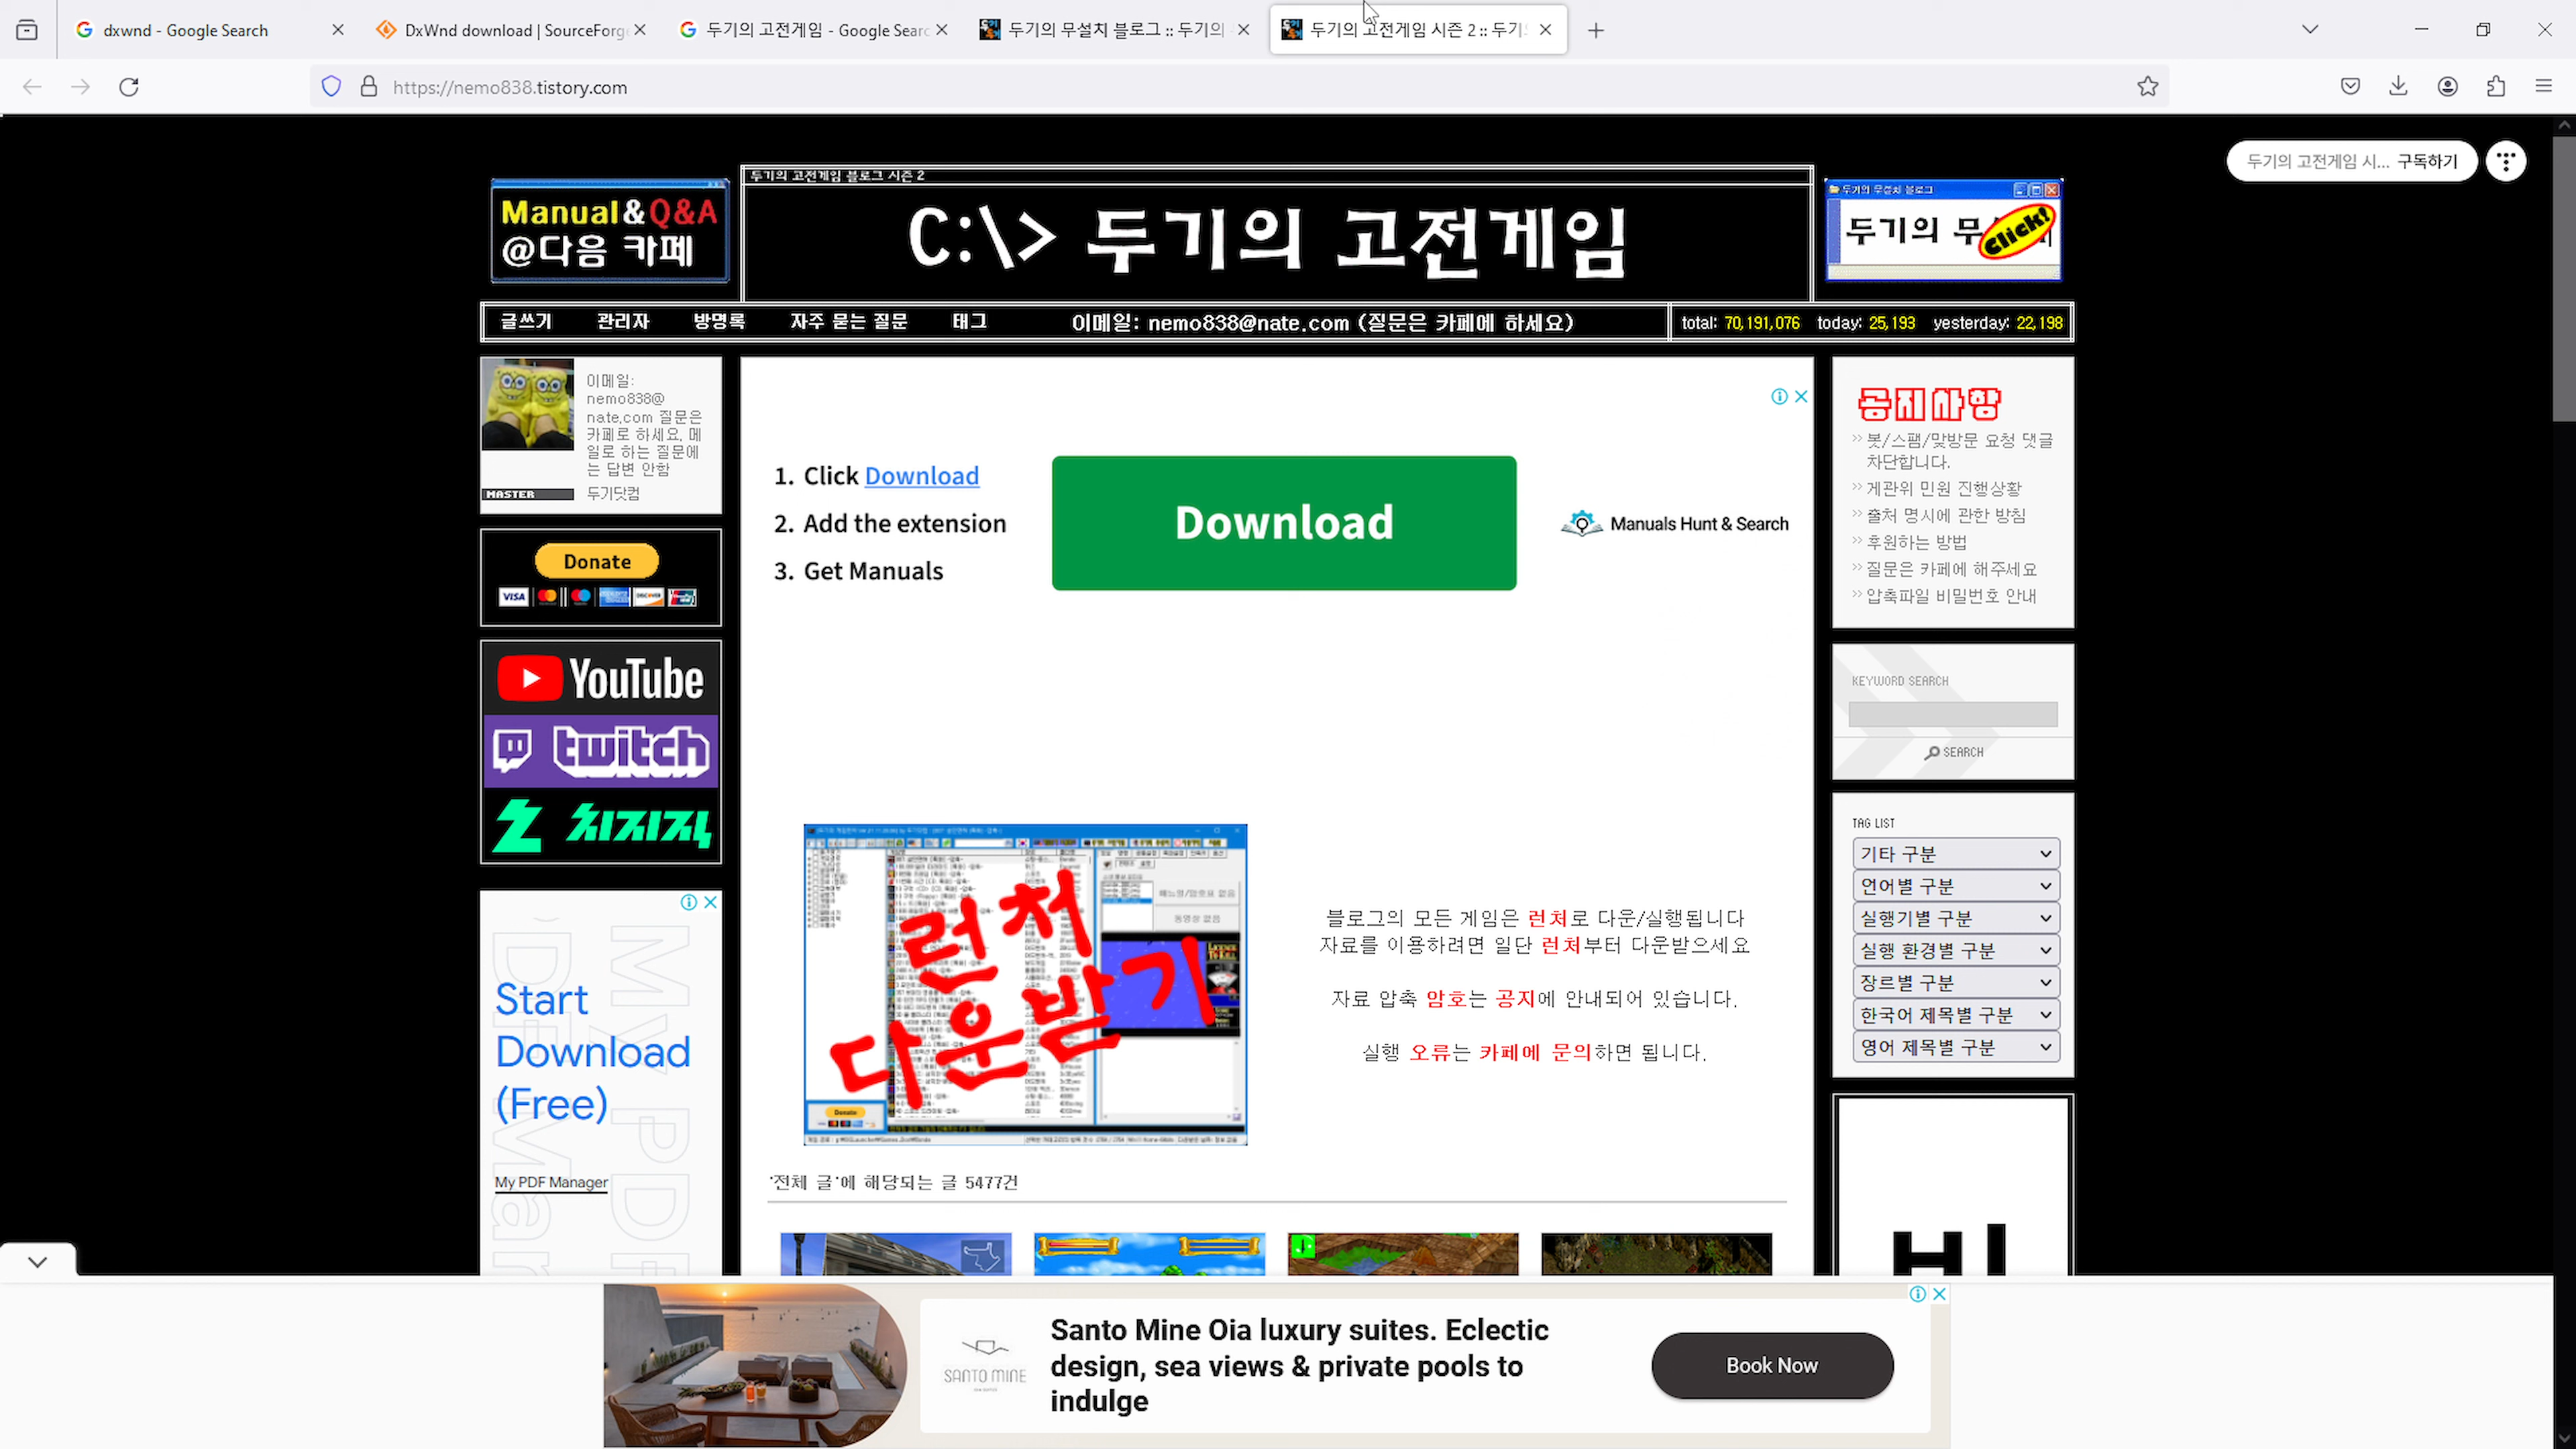 dxwnd - Google Search
DxWnd download | SourceForg
두기의 고전게임 - Google Searc
두기의 무설치 블로그 :: 두기의
두기의 고전게임 시즌 2 :: 두기의
https://nemo838.tistory.com
두기의 고전게임 시... 구독하기
Manual&Q&A
@다음 카페
두기의 고전게임 블로그 시즌 2
C:\> 두기의 고전게임
두기의 무설치 블로그
두기의 무
Click!
글쓰기 관리자 방명록 자주 묻는 질문 태그 이메일: nemo838@nate.com (질문은 카페에 하세요)
total: 70,191,076 today: 25,193 yesterday: 22,198
이메일:
nemo838@
nate.com 질문은
카페로 하세요. 메
일로 하는 질문에
는 답변 안함
MASTER
두기닷컴
Donate
VISA
DISCOVER
YouTube
twitch
치지직
Start
Download
(Free)
My PDF Manager
1. Click Download
2. Add the extension
3. Get Manuals
Download
Manuals Hunt & Search
런처
다운받기
Donate
블로그의 모든 게임은 런처로 다운/실행됩니다
자료를 이용하려면 일단 런처부터 다운받으세요
자료 압축 암호는 공지에 안내되어 있습니다.
실행 오류는 카페에 문의하면 됩니다.
'전체 글'에 해당되는 글 5477건
공지사항
봇/스팸/맞방문 요청 댓글
차단합니다.
게관위 민원 진행상황
출처 명시에 관한 방침
후원하는 방법
질문은 카페에 해주세요
압축파일 비밀번호 안내
KEYWORD SEARCH
SEARCH
TAG LIST
기타 구분
언어별 구분
실행기별 구분
실행 환경별 구분
장르별 구분
한국어 제목별 구분
영어 제목별 구분
SANTO MINE
Santo Mine Oia luxury suites. Eclectic
design, sea views & private pools to
indulge
Book Now